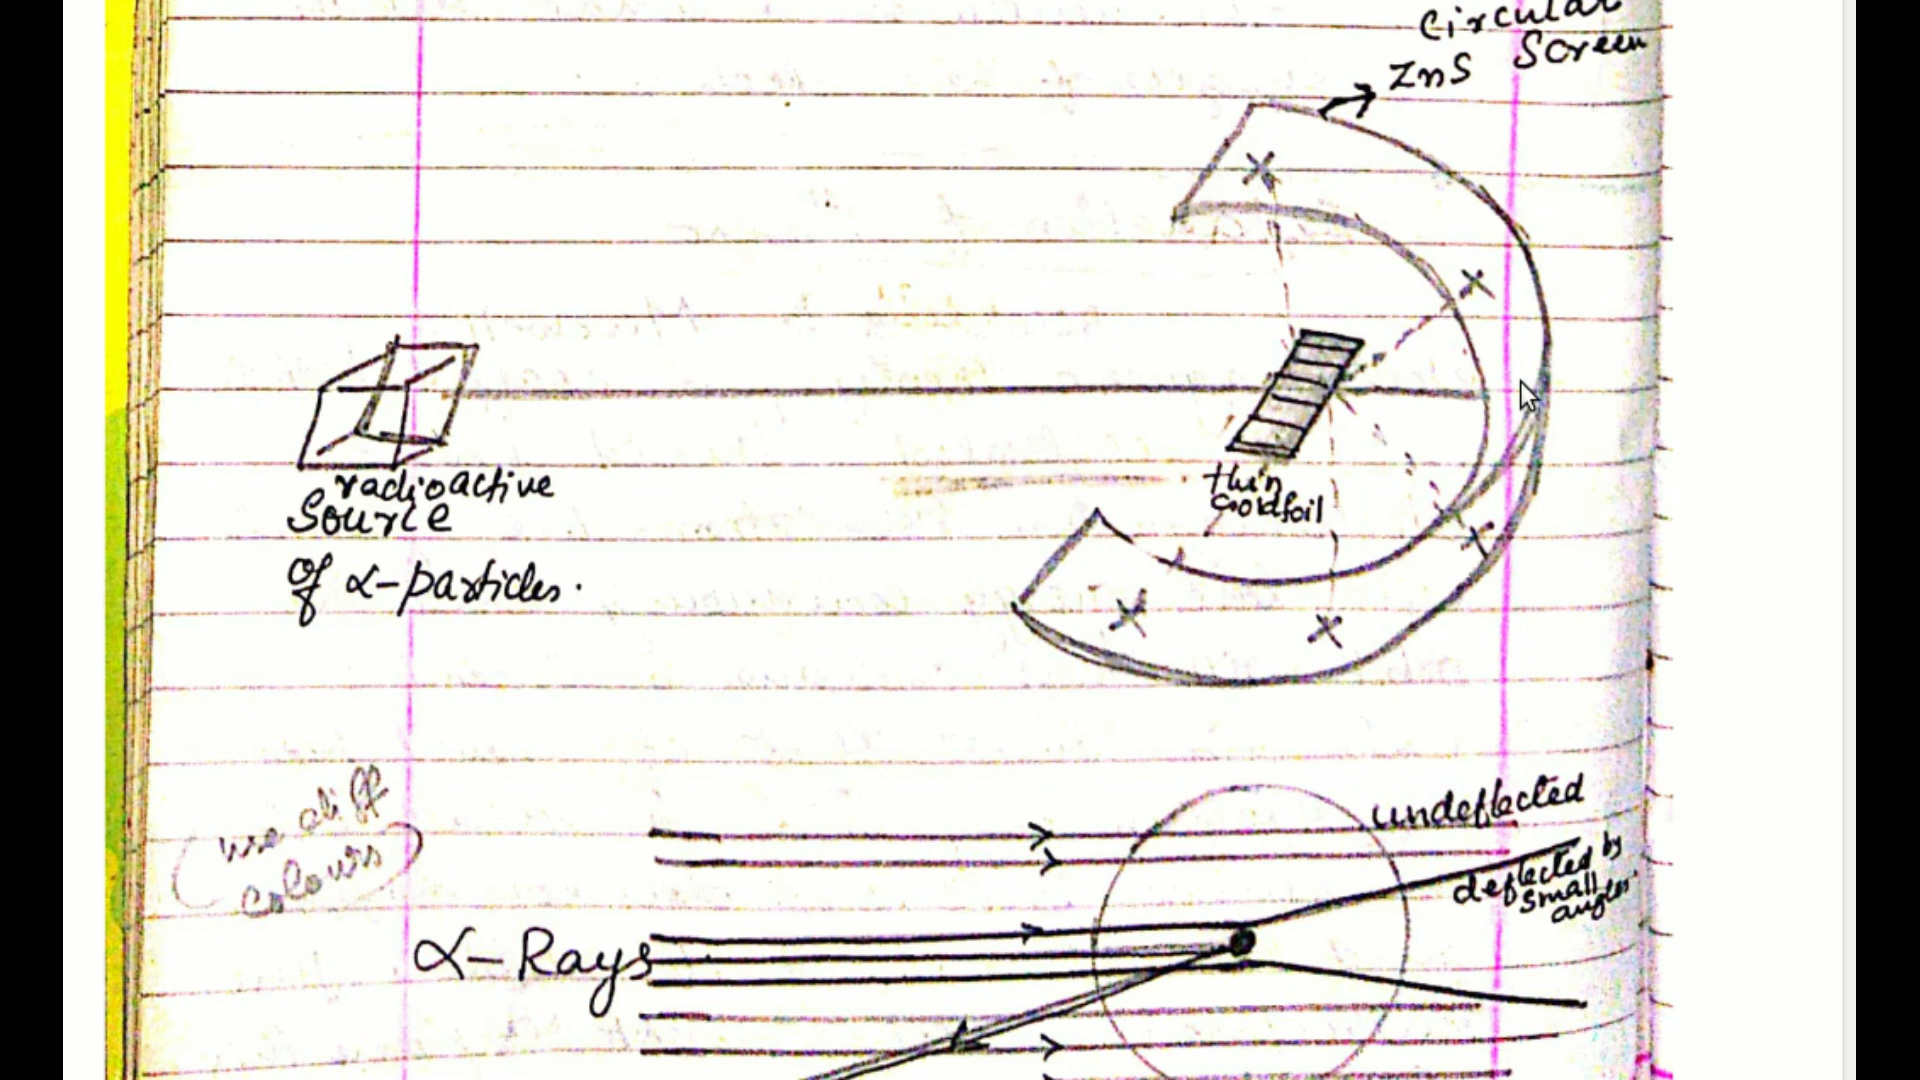 Circular
ZnS Screen
radioactive
Source
of α-particles.
thin
Goldfoil
use diff
colours
undeflected
deflected by
small
angles.
α-Rays